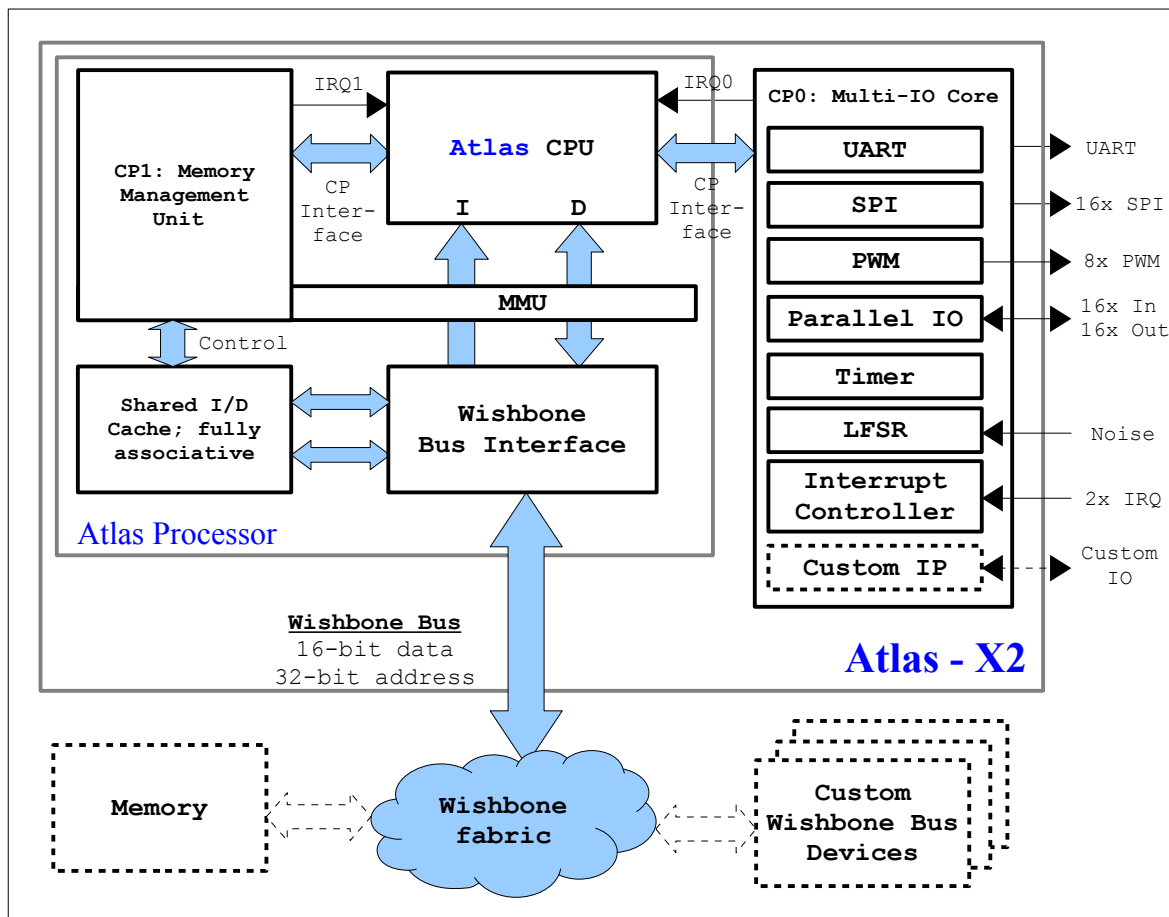 IRQ1
IRQ0
CP0: Multi-IO Core
CP1: Memory
Management
Unit
Atlas CPU
CP
Inter-
face
I
D
CP
Inter-
face
UART
SPI
PWM
Parallel IO
Timer
LFSR
Interrupt
Controller
Custom IP
UART
16x SPI
8x PWM
16x In
16x Out
Noise
2x IRQ
Custom
IO
MMU
Control
Shared I/D
Cache; fully
associative
Wishbone
Bus Interface
Atlas Processor
Wishbone Bus
16-bit data
32-bit address
Atlas - X2
Memory
Wishbone
fabric
Custom
Wishbone Bus
Devices